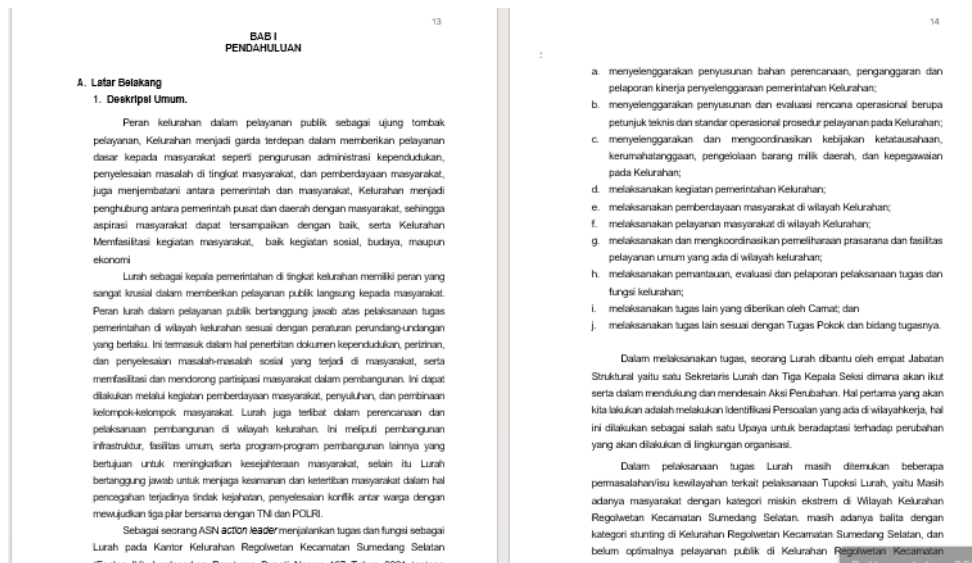 13
BAB I
PENDAHULUAN
A. Latar Belakang
1. Deskripsi Umum.
Peran kelurahan dalam pelayanan publik sebagai ujung tombak
pelayanan, Kelurahan menjadi garda terdepan dalam memberikan pelayanan
dasar kepada masyarakat seperti pengurusan administrasi kependudukan,
penyelesaian masalah di tingkat masyarakat, dan pemberdayaan masyarakat,
juga menjembatani antara pemerintah dan masyarakat, Kelurahan menjadi
penghubung antara pemerintah pusat dan daerah dengan masyarakat, sehingga
aspirasi masyarakat dapat tersampaikan dengan baik, serta Kelurahan
Memfasilitasi kegiatan masyarakat, baik kegiatan sosial, budaya, maupun
ekonomi
Lurah sebagai kepala pemerintahan di tingkat kelurahan memiliki peran yang
sangat krusial dalam memberikan pelayanan publik langsung kepada masyarakat.
Peran lurah dalam pelayanan publik bertanggung jawab atas pelaksanaan tugas
pemerintahan di wilayah kelurahan sesuai dengan peraturan perundang-undangan
yang berlaku. Ini termasuk dalam hal penerbitan dokumen kependudukan, perizinan,
dan penyelesaian masalah-masalah sosial yang terjadi di masyarakat, serta
memfasilitasi dan mendorong partisipasi masyarakat dalam pembangunan. Ini dapat
dilakukan melalui kegiatan pemberdayaan masyarakat, penyuluhan, dan pembinaan
kelompok-kelompok masyarakat. Lurah juga terlibat dalam perencanaan dan
pelaksanaan pembangunan di wilayah kelurahan. Ini meliputi pembangunan
infrastruktur, fasilitas umum, serta program-program pembangunan lainnya yang
bertujuan untuk meningkatkan kesejahteraan masyarakat, selain itu Lurah
bertanggung jawab untuk menjaga keamanan dan ketertiban masyarakat dalam hal
pencegahan terjadinya tindak kejahatan, penyelesaian konflik antar warga dengan
mewujudkan tiga pilar bersama dengan TNI dan POLRI.
Sebagai seorang ASN action leader menjalankan tugas dan fungsi sebagai
Lurah pada Kantor Kelurahan Regolwetan Kecamatan Sumedang Selatan
14
:
a. menyelenggarakan penyusunan bahan perencanaan, penganggaran dan
pelaporan kinerja penyelenggaraan pemerintahan Kelurahan;
b. menyelenggarakan penyusunan dan evaluasi rencana operasional berupa
petunjuk teknis dan standar operasional prosedur pelayanan pada Kelurahan;
c. menyelenggarakan dan mengoordinasikan kebijakan ketatausahaan,
kerumahatanggaan, pengelolaan barang milik daerah, dan kepegawaian
pada Kelurahan;
d. melaksanakan kegiatan pemerintahan Kelurahan;
e. melaksanakan pemberdayaan masyarakat di wilayah Kelurahan;
f. melaksanakan pelayanan masyarakat di wilayah Kelurahan;
g. melaksanakan dan mengkoordinasikan pemeliharaan prasarana dan fasilitas
pelayanan umum yang ada di wilayah kelurahan;
h. melaksanakan pemantauan, evaluasi dan pelaporan pelaksanaan tugas dan
fungsi kelurahan;
i. melaksanakan tugas lain yang diberikan oleh Camat; dan
j. melaksanakan tugas lain sesuai dengan Tugas Pokok dan bidang tugasnya.
Dalam melaksanakan tugas, seorang Lurah dibantu oleh empat Jabatan
Struktural yaitu satu Sekretaris Lurah dan Tiga Kepala Seksi dimana akan ikut
serta dalam mendukung dan mendesain Aksi Perubahan. Hal pertama yang akan
kita lakukan adalah melakukan Identifikasi Persoalan yang ada di wilayahkerja, hal
ini dilakukan sebagai salah satu Upaya untuk beradaptasi terhadap perubahan
yang akan dilakukan di lingkungan organisasi.
Dalam pelaksanaan tugas Lurah masih ditemukan beberapa
permasalahan/isu kewilayahan terkait pelaksanaan Tupoksi Lurah, yaitu Masih
adanya masyarakat dengan kategori miskin ekstrem di Wilayah Kelurahan
Regolwetan Kecamatan Sumedang Selatan. masih adanya balita dengan
kategori stunting di Kelurahan Regolwetan Kecamatan Sumedang Selatan, dan
belum optimalnya pelayanan publik di Kelurahan Regolwetan Kecamatan